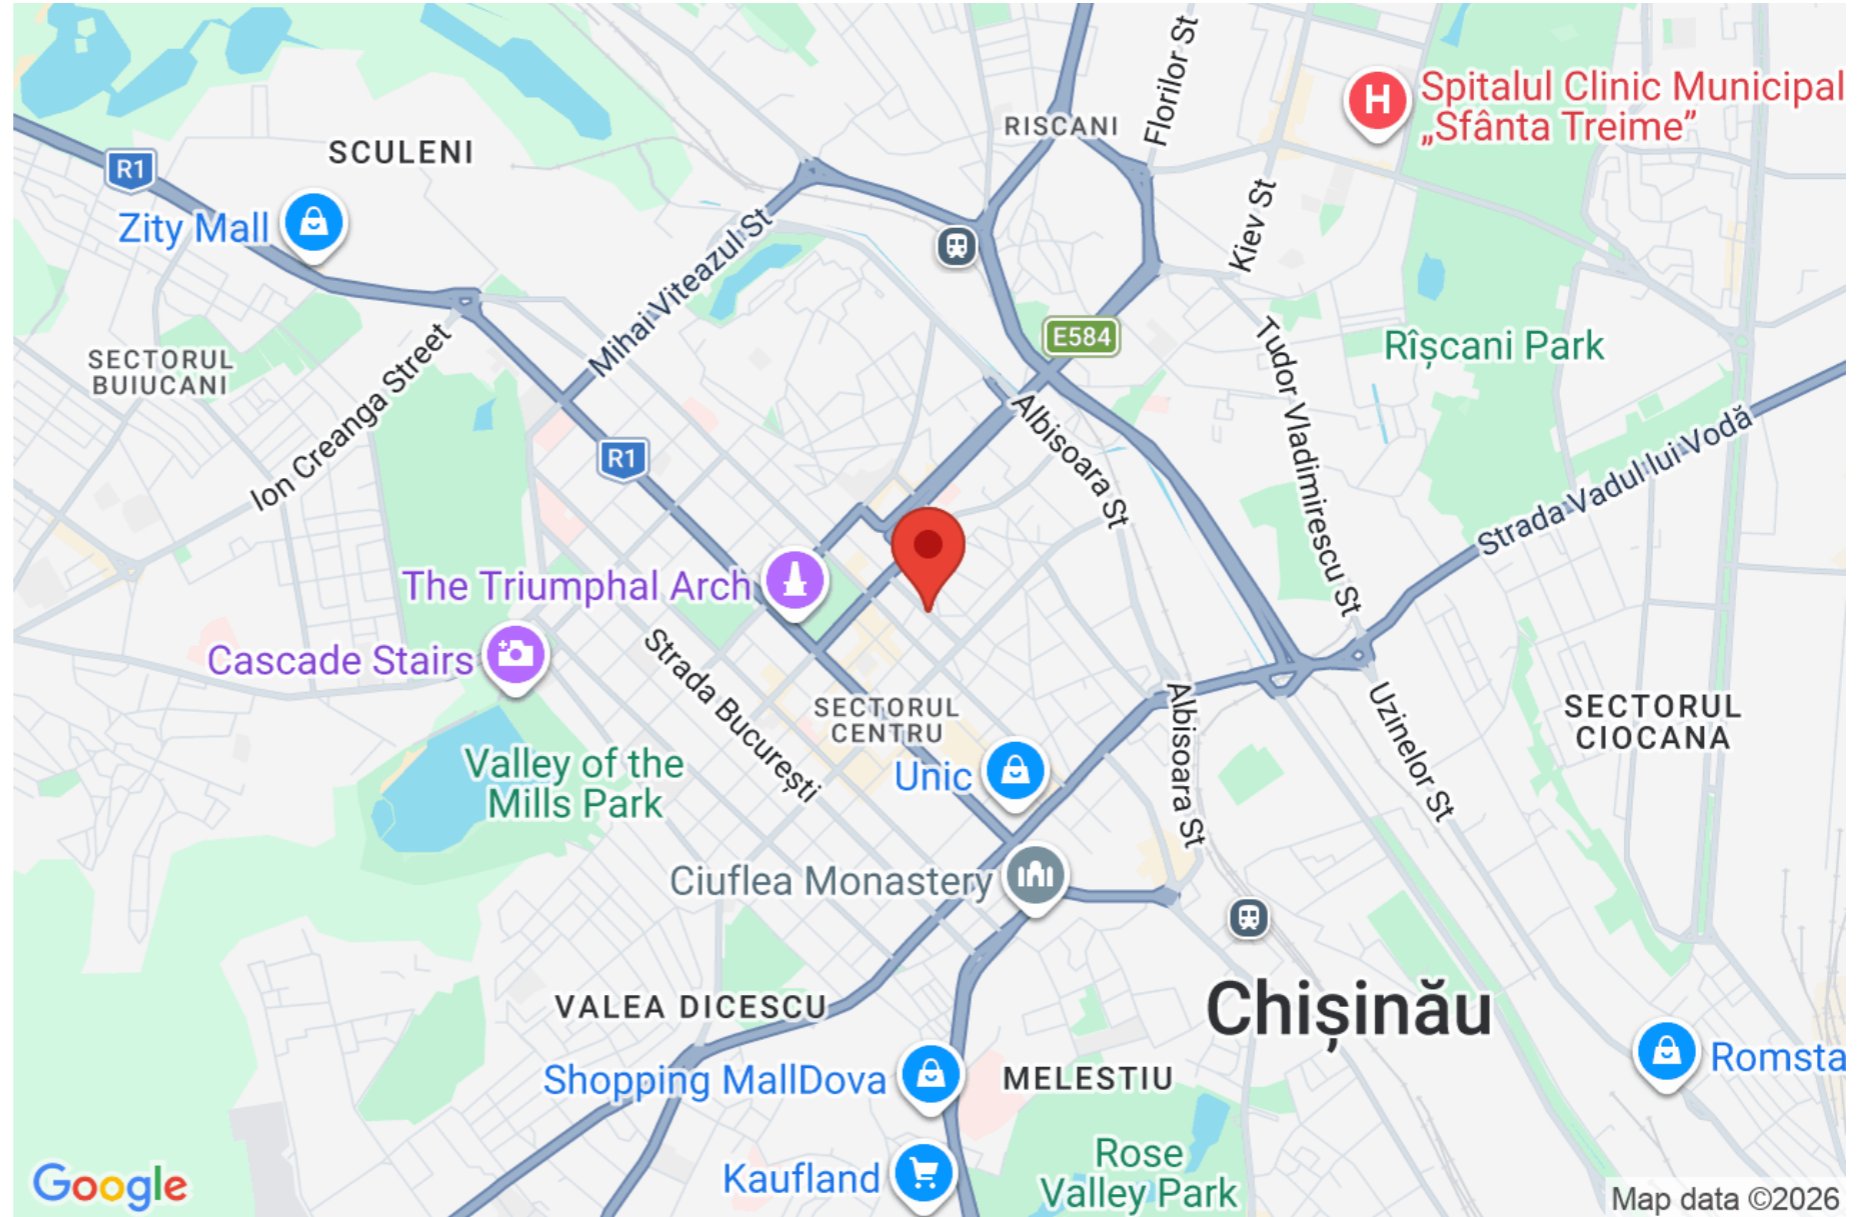 Florilor St
RISCANI
Spitalul Clinic Municipal
„Sfânta Treime”
SCULENI
R1
Zity Mall
Mihai Viteazul St
Kiev St
E584
Rîșcani Park
SECTORUL
BUIUCANI
Ion Creanga Street
Tudor Vladimirescu St
Albisoara St
R1
Strada Vadul lui Vodă
The Triumphal Arch
Cascade Stairs
Strada București
SECTORUL
CENTRU
Albisoara St
Uzinelor St
SECTORUL
CIOCANA
Valley of the
Mills Park
Unic
Ciuflea Monastery
VALEA DICESCU
Chișinău
Shopping MallDova
MELESTIU
Romsta
Rose
Valley Park
Kaufland
Google
Map data ©2026